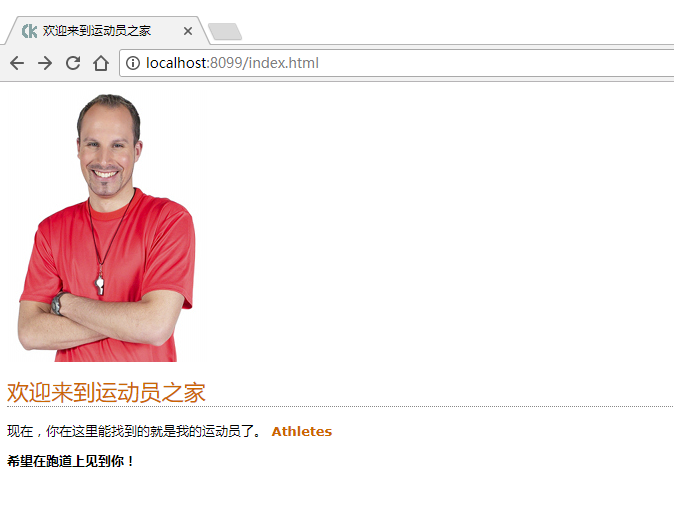 欢迎来到运动员之家
localhost:8099/index.html
欢迎来到运动员之家
现在，你在这里能找到的就是我的运动员了。 Athletes
希望在跑道上见到你！